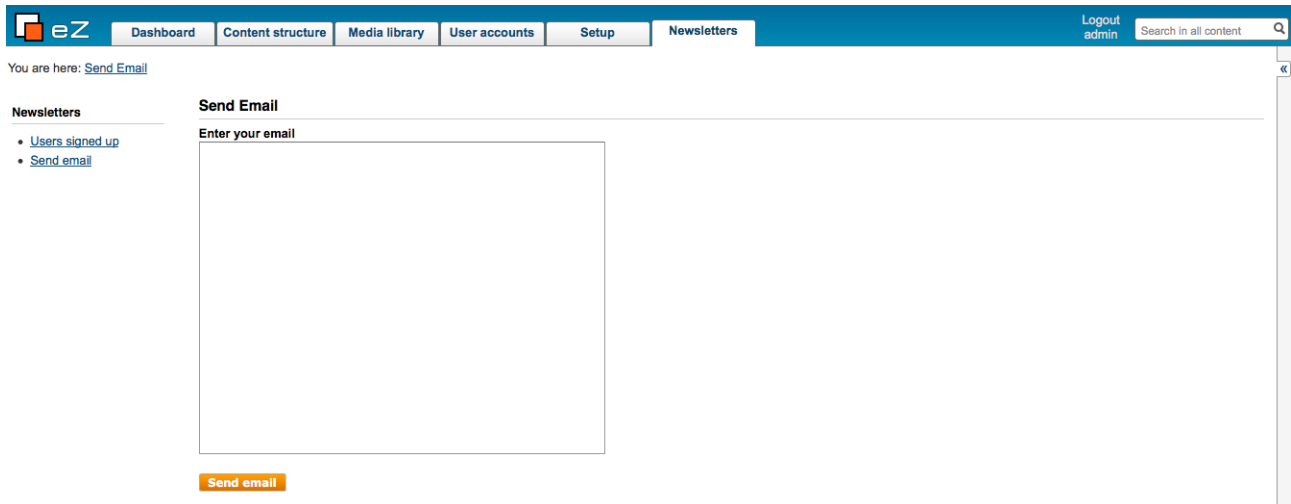 eZ
Dashboard
Content structure
Media library
User accounts
Setup
Newsletters
Logout
admin
Search in all content
You are here: Send Email
«
Newsletters
• Users signed up
• Send email
Send Email
Enter your email
Send email